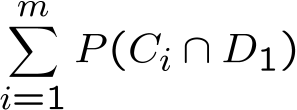 \sum_{i=1}^{m} P(C_i \cap D_1)